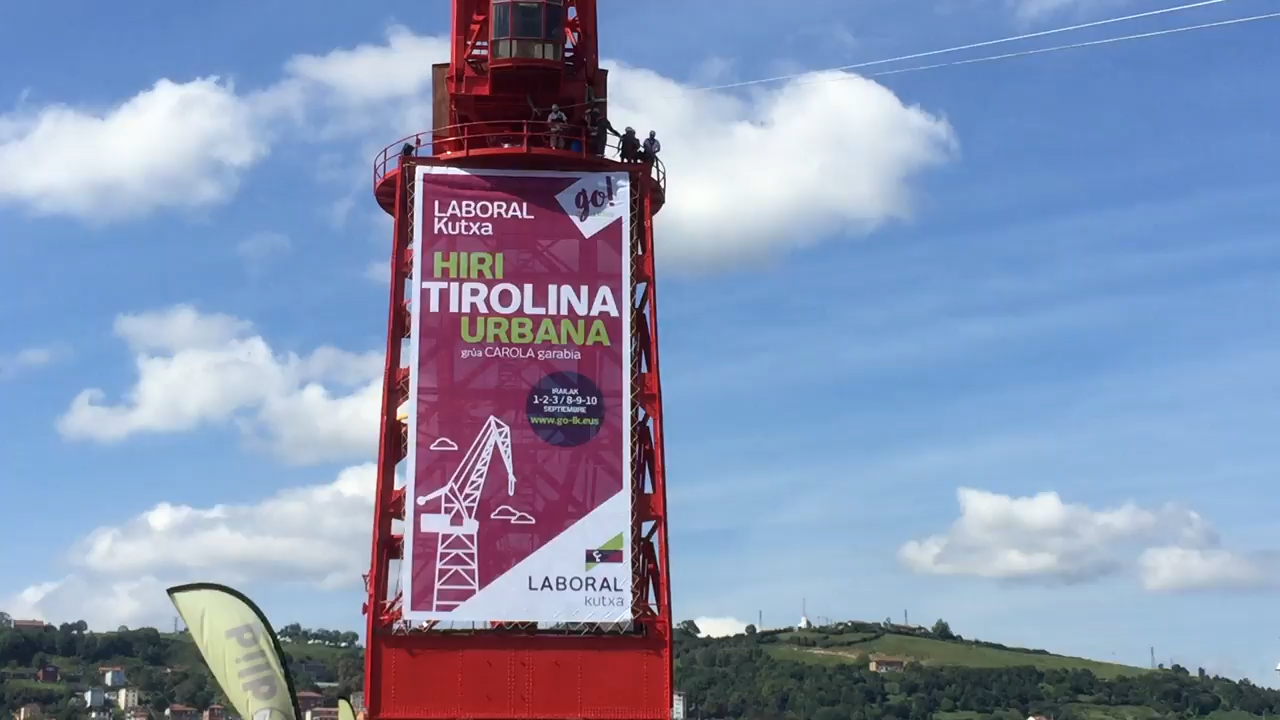 go!
LABORAL
Kutxa
HIRI
TIROLINA
URBANA
grúa CAROLA garabia
IRAILAK
1-2-3 / 8-9-10
SEPTIEMBRE
www.go-lk.eus
LABORAL
kutxa